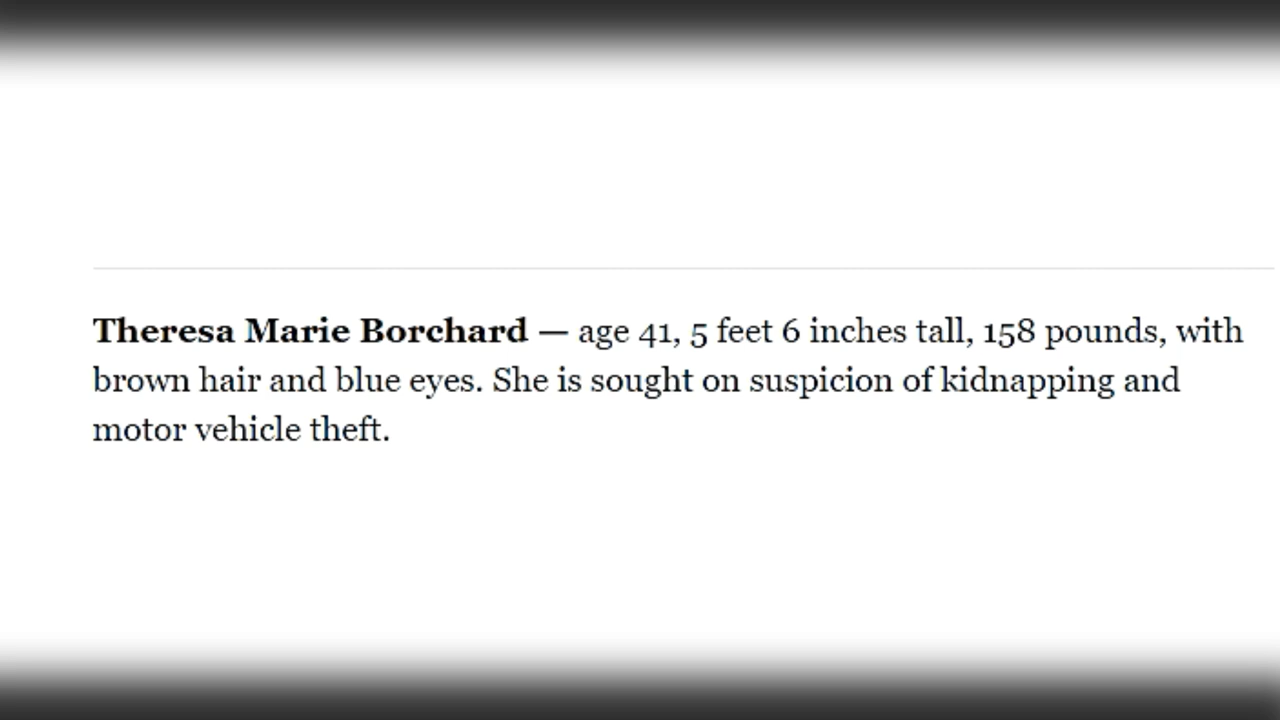 Theresa Marie Borchard — age 41, 5 feet 6 inches tall, 158 pounds, with
brown hair and blue eyes. She is sought on suspicion of kidnapping and
motor vehicle theft.